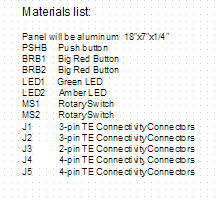 Materials list:
Panel will be aluminum 18"x7"x1/4"
PSHB Push button
BRB1 Big Red Button
BRB2 Big Red Button
LED1 Green LED
LED2 Amber LED
MS1 RotarySwitch
MS2 RotarySwitch
J1 3-pin TE ConnectivityConnectors
J2 3-pin TE ConnectivityConnectors
J3 2-pin TE ConnectivityConnectors
J4 4-pin TE ConnectivityConnectors
J5 4-pin TE ConnectivityConnectors